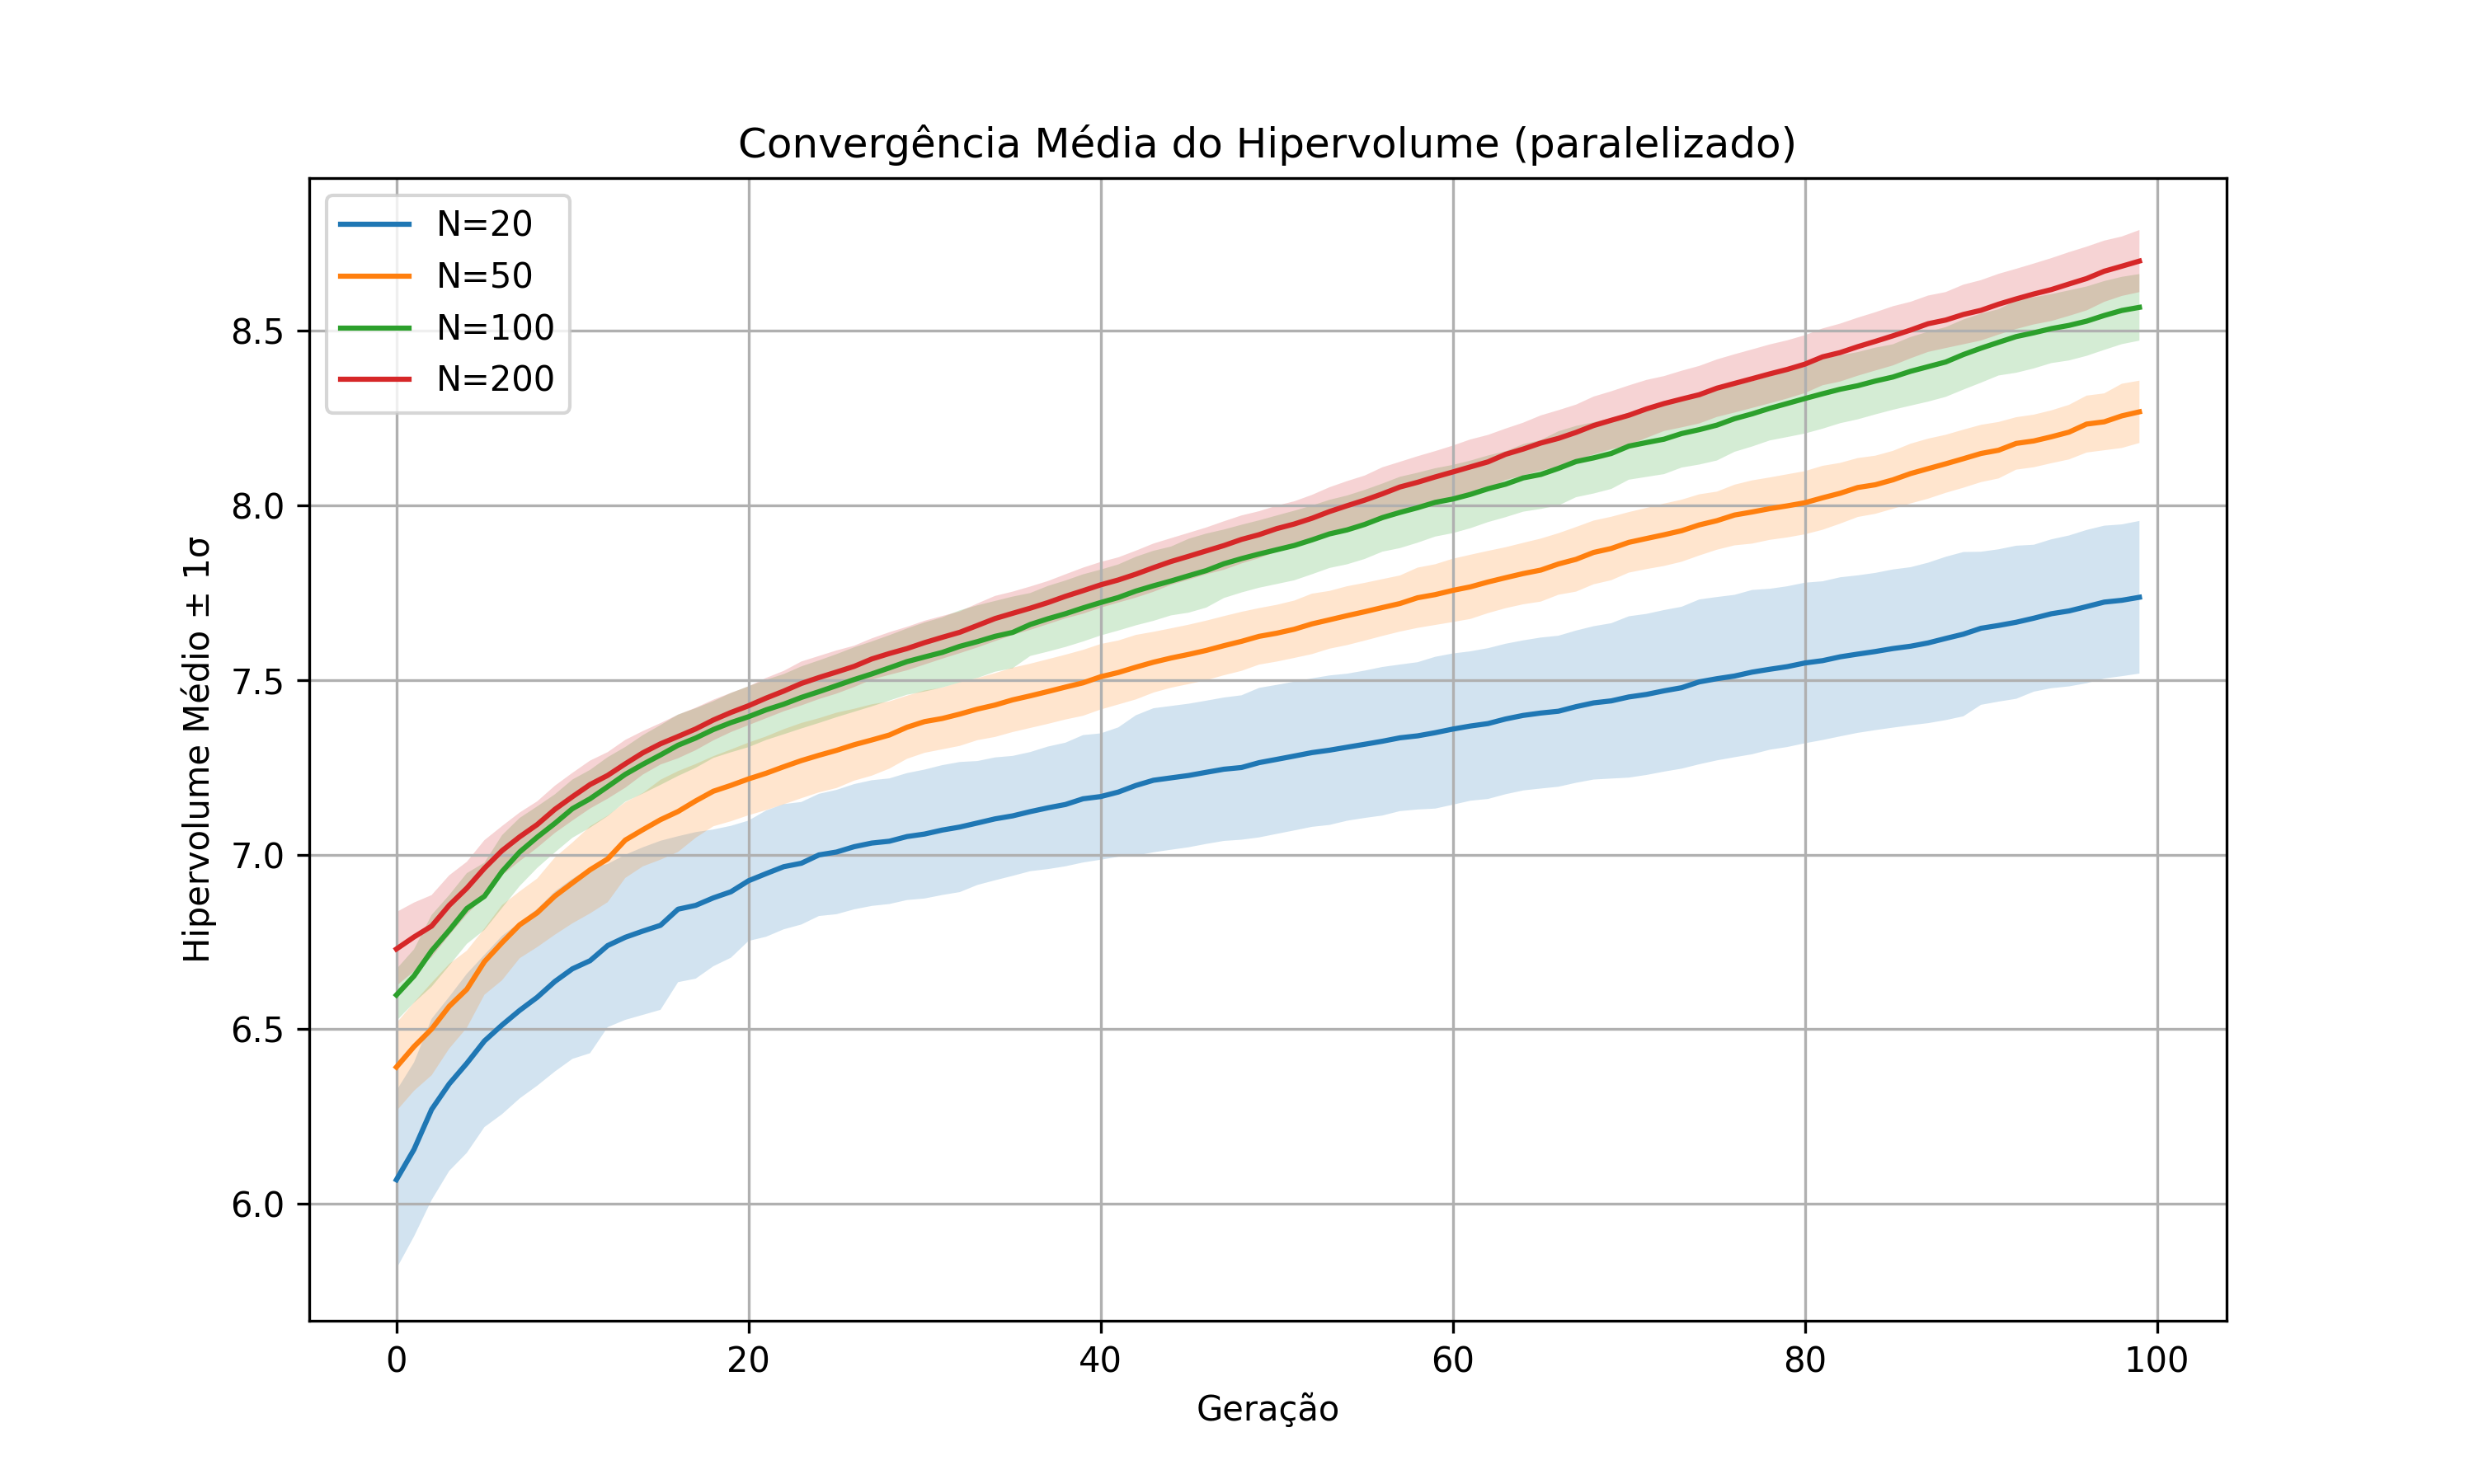 Convergência Média do Hipervolume (paralelizado)
N=20
N=50
N=100
N=200
Hipervolume Médio ± 1σ
8.5
8.0
7.5
7.0
6.5
6.0
0 20 40 60 80 100
Geração